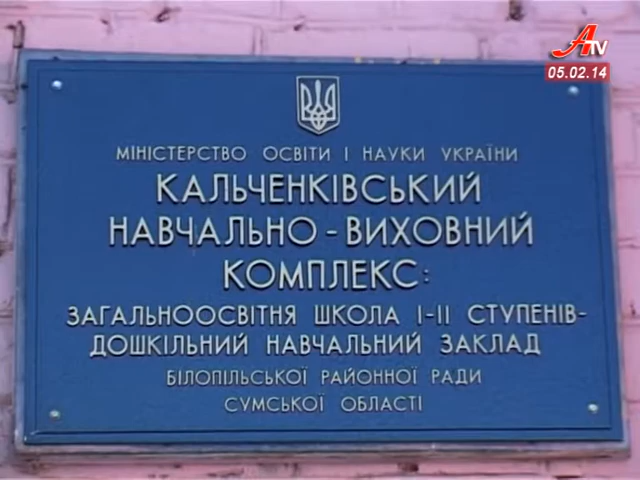 ATV
05.02.14
МІНІСТЕРСТВО ОСВІТИ І НАУКИ УКРАЇНИ
КАЛЬЧЕНКІВСЬКИЙ
НАВЧАЛЬНО - ВИХОВНИЙ
КОМПЛЕКС:
ЗАГАЛЬНООСВІТНЯ ШКОЛА І-ІІ СТУПЕНІВ-
ДОШКІЛЬНИЙ НАВЧАЛЬНИЙ ЗАКЛАД
БІЛОПІЛЬСЬКОЇ РАЙОННОЇ РАДИ
СУМСЬКОЇ ОБЛАСТІ